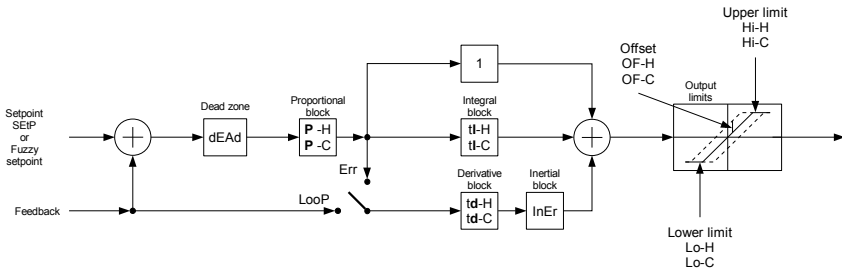 Upper limit
Hi-H
Hi-C
Offset
OF-H
OF-C
Output
limits
1
Setpoint
SEtP
or
Fuzzy
setpoint
Dead zone
dEAd
Proportional
block
P -H
P -C
Integral
block
tI-H
tI-C
Err
LooP
Feedback
Derivative
block
td-H
td-C
Inertial
block
InEr
Lower limit
Lo-H
Lo-C